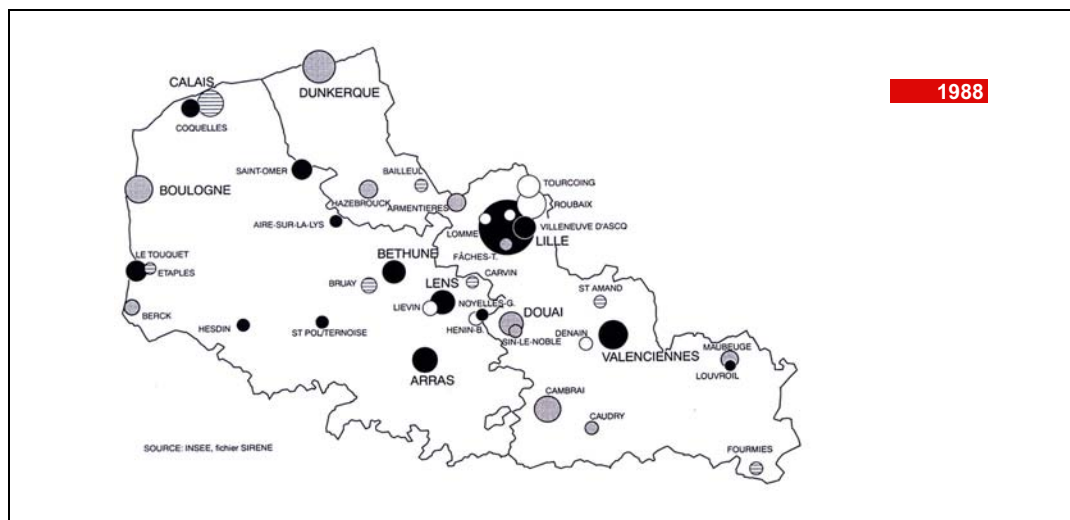 1988
CALAIS
DUNKERQUE
COQUELLES
SAINT-OMER
BAILLEUL
TOURCOING
BOULOGNE
HAZEBROUCK
ARMENTIERES
ROUBAIX
AIRE-SUR-LA-LYS
LOMME
VILLENEUVE D'ASCQ
LILLE
LE TOUQUET
BETHUNE
FÂCHES-T.
ETAPLES
CARVIN
BRUAY
LENS
ST AMAND
LIEVIN
NOYELLES-G.
BERCK
DOUAI
HESDIN
ST POL/TERNOISE
HENIN-B.
SIN-LE-NOBLE
DENAIN
MAUBEUGE
VALENCIENNES
LOUVROIL
ARRAS
CAMBRAI
CAUDRY
SOURCE: INSEE, fichier SIRENE
FOURMIES